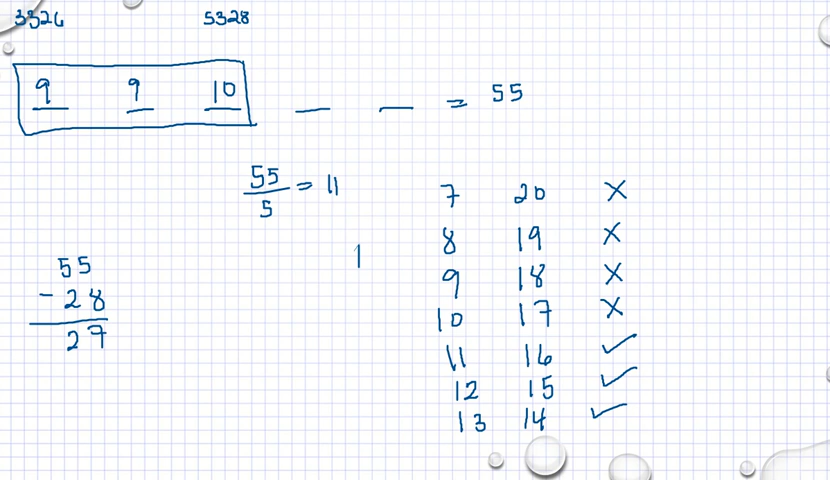 3326 5328
9 9 10 _ _ = 55
55/5 = 11
7 20 X
8 19 X
1
9 18 X
10 17 X
11 16 ✓
12 15 ✓
13 14 ✓
55
- 28
27